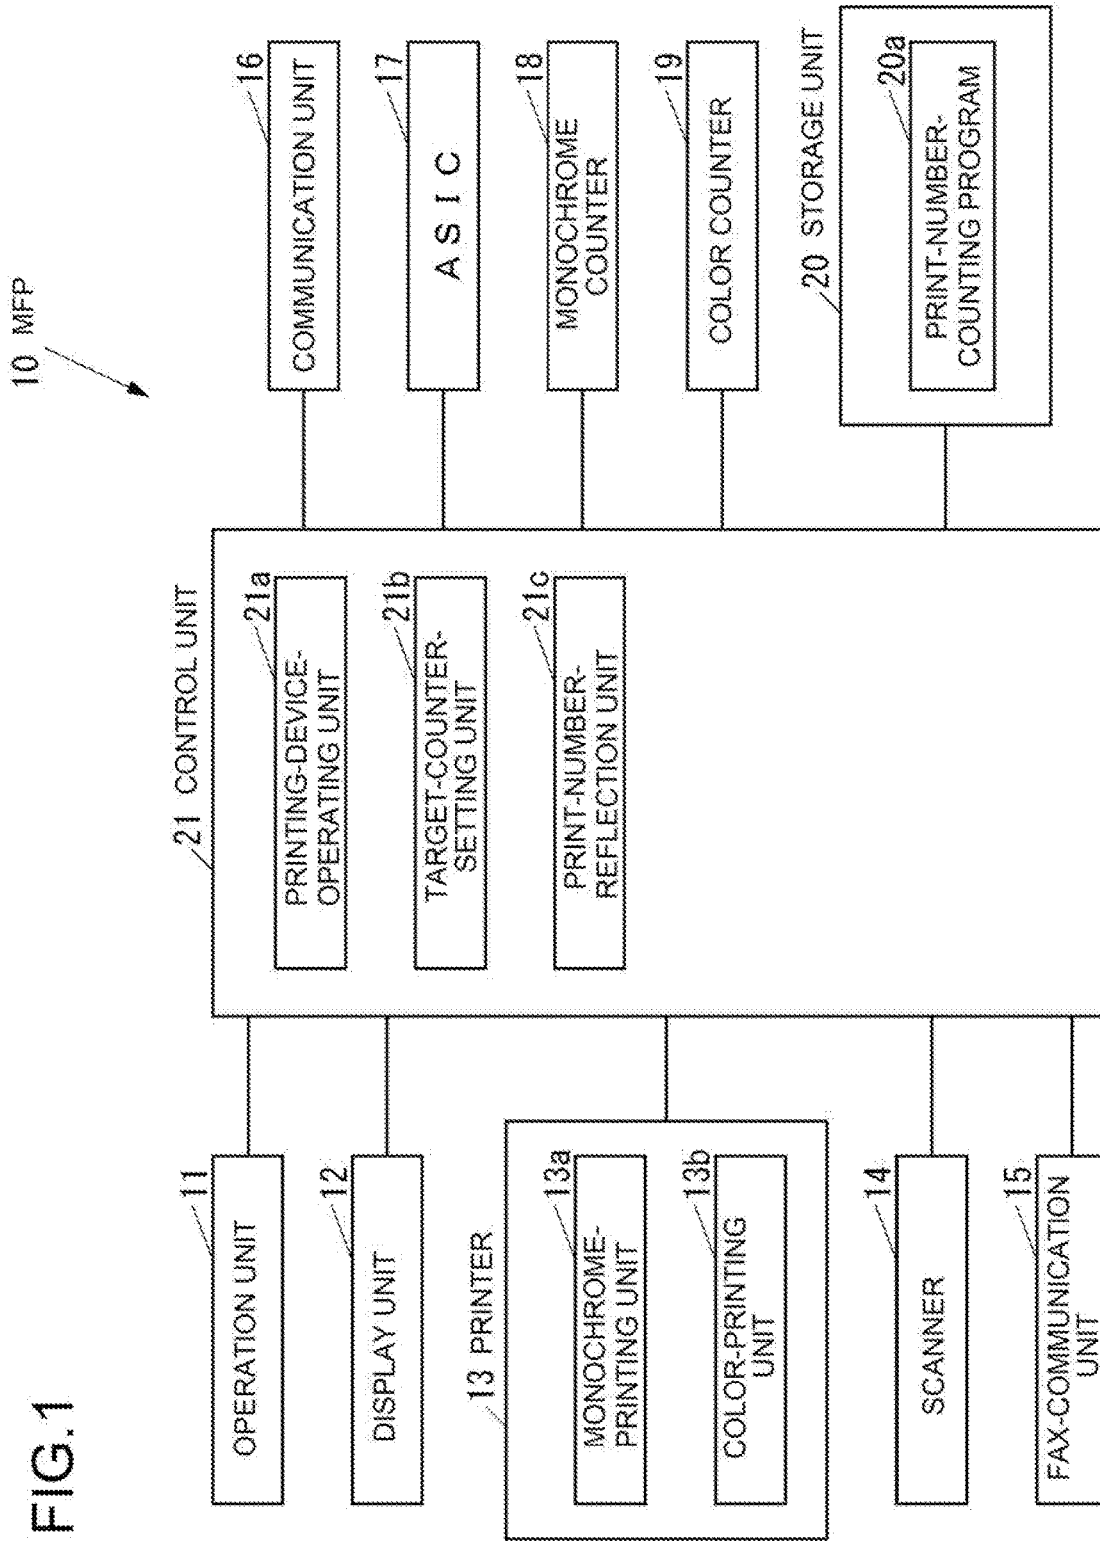 FIG.1
10 MFP
11
OPERATION UNIT
12
DISPLAY UNIT
13 PRINTER
13a
MONOCHROME-
PRINTING UNIT
13b
COLOR-PRINTING
UNIT
14
SCANNER
15
FAX-COMMUNICATION
UNIT
21 CONTROL UNIT
21a
PRINTING-DEVICE-
OPERATING UNIT
21b
TARGET-COUNTER-
SETTING UNIT
21c
PRINT-NUMBER-
REFLECTION UNIT
16
COMMUNICATION UNIT
17
ASIC
18
MONOCHROME
COUNTER
19
COLOR COUNTER
20 STORAGE UNIT
20a
PRINT-NUMBER-
COUNTING PROGRAM